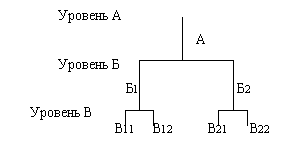 Уровень А
А
Уровень Б
Б1 Б2
Уровень В
В11 В12 В21 В22